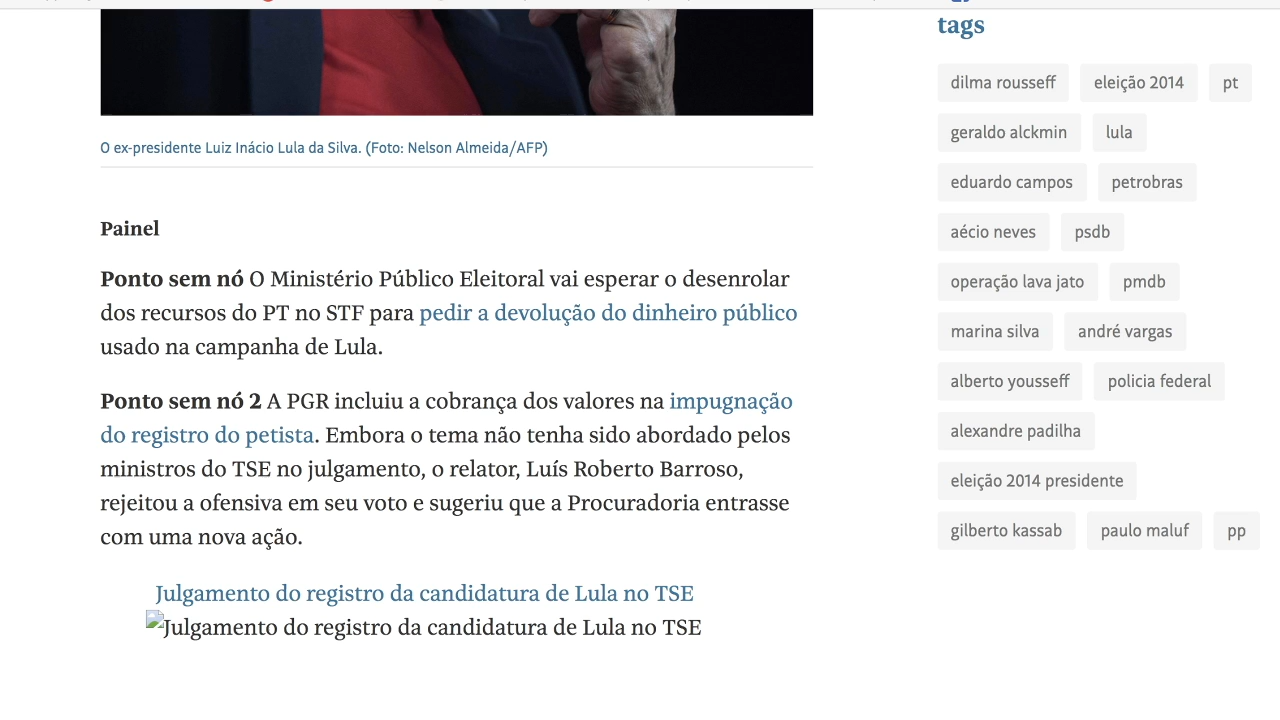 O ex-presidente Luiz Inácio Lula da Silva. (Foto: Nelson Almeida/AFP)
Painel
Ponto sem nó O Ministério Público Eleitoral vai esperar o desenrolar
dos recursos do PT no STF para pedir a devolução do dinheiro público
usado na campanha de Lula.
Ponto sem nó 2 A PGR incluiu a cobrança dos valores na impugnação
do registro do petista. Embora o tema não tenha sido abordado pelos
ministros do TSE no julgamento, o relator, Luís Roberto Barroso,
rejeitou a ofensiva em seu voto e sugeriu que a Procuradoria entrasse
com uma nova ação.
Julgamento do registro da candidatura de Lula no TSE
Julgamento do registro da candidatura de Lula no TSE
tags
dilma rousseff eleição 2014 pt
geraldo alckmin lula
eduardo campos petrobras
aécio neves psdb
operação lava jato pmdb
marina silva andré vargas
alberto yousseff policia federal
alexandre padilha
eleição 2014 presidente
gilberto kassab paulo maluf pp